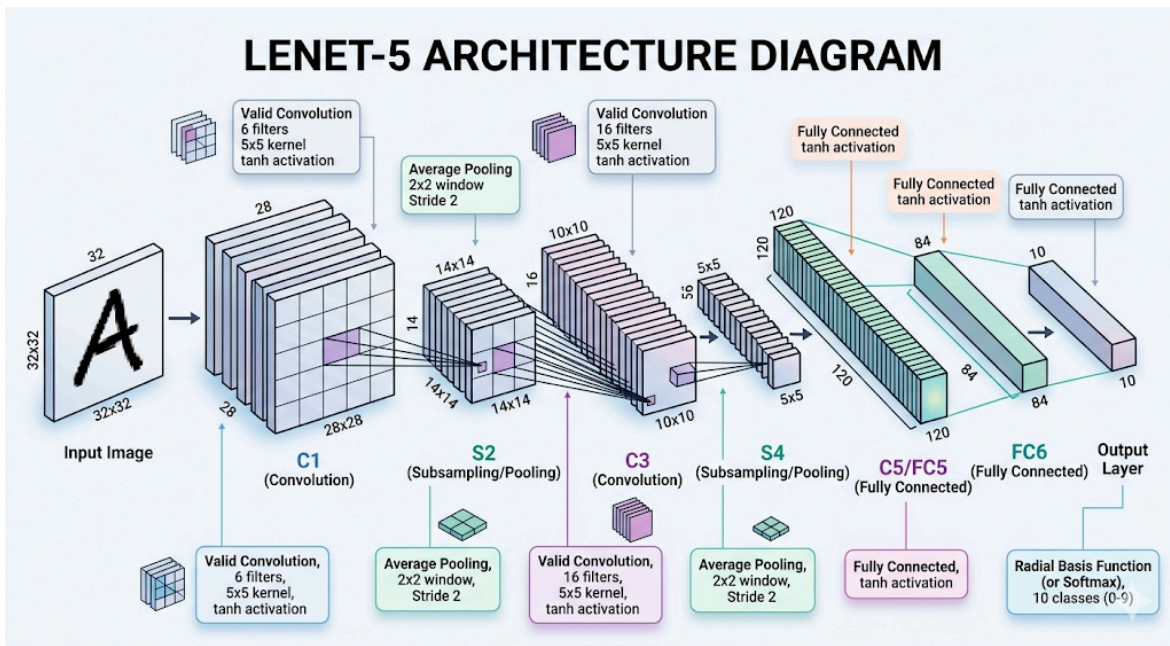 LENET-5 ARCHITECTURE DIAGRAM
Valid Convolution
6 filters
5x5 kernel
tanh activation
Average Pooling
2x2 window
Stride 2
Valid Convolution
16 filters
5x5 kernel
tanh activation
Fully Connected
tanh activation
Fully Connected
tanh activation
Fully Connected
tanh activation
32
32x32
A
32x32
Input Image
28
28
28x28
C1
(Convolution)
14x14
14
14x14
14x14
S2
(Subsampling/Pooling)
10x10
16
10x10
C3
(Convolution)
5x5
56
5x5
S4
(Subsampling/Pooling)
120
120
120
120
C5/FC5
(Fully Connected)
84
84
84
FC6
(Fully Connected)
10
10
Output
Layer
Valid Convolution,
6 filters,
5x5 kernel,
tanh activation
Average Pooling,
2x2 window,
Stride 2
Valid Convolution,
16 filters,
5x5 kernel,
tanh activation
Average Pooling,
2x2 window,
Stride 2
Fully Connected,
tanh activation
Radial Basis Function
(or Softmax),
10 classes (0-9)